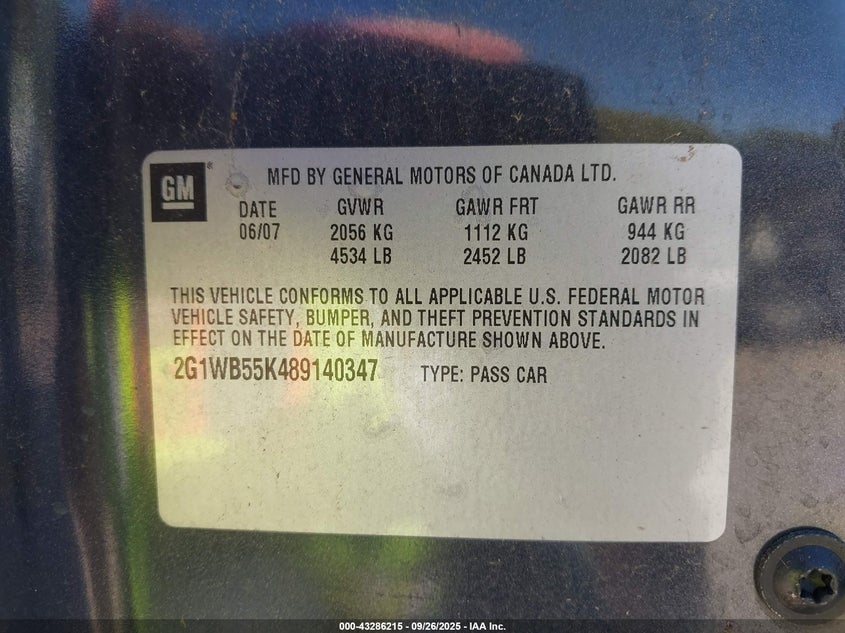 GM ®
MFD BY GENERAL MOTORS OF CANADA LTD.
DATE GVWR GAWR FRT GAWR RR
06/07 2056 KG 1112 KG 944 KG
4534 LB 2452 LB 2082 LB
THIS VEHICLE CONFORMS TO ALL APPLICABLE U.S. FEDERAL MOTOR
VEHICLE SAFETY, BUMPER, AND THEFT PREVENTION STANDARDS IN
EFFECT ON THE DATE OF MANUFACTURE SHOWN ABOVE.
2G1WB55K489140347 TYPE: PASS CAR
000-43286215 - 09/26/2025 - IAA Inc.